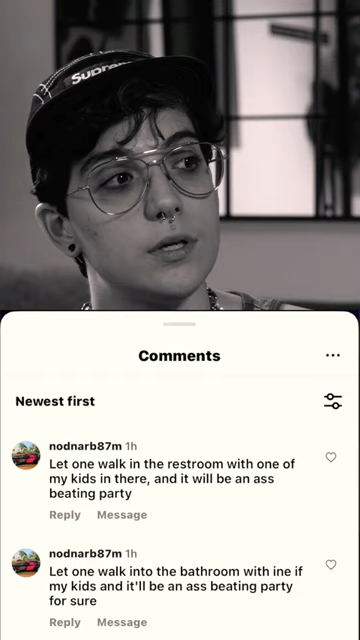 Supreme
Comments
Newest first
nodnarb87m 1h
Let one walk in the restroom with one of
my kids in there, and it will be an ass
beating party
Reply Message
nodnarb87m 1h
Let one walk into the bathroom with ine if
my kids and it'll be an ass beating party
for sure
Reply Message